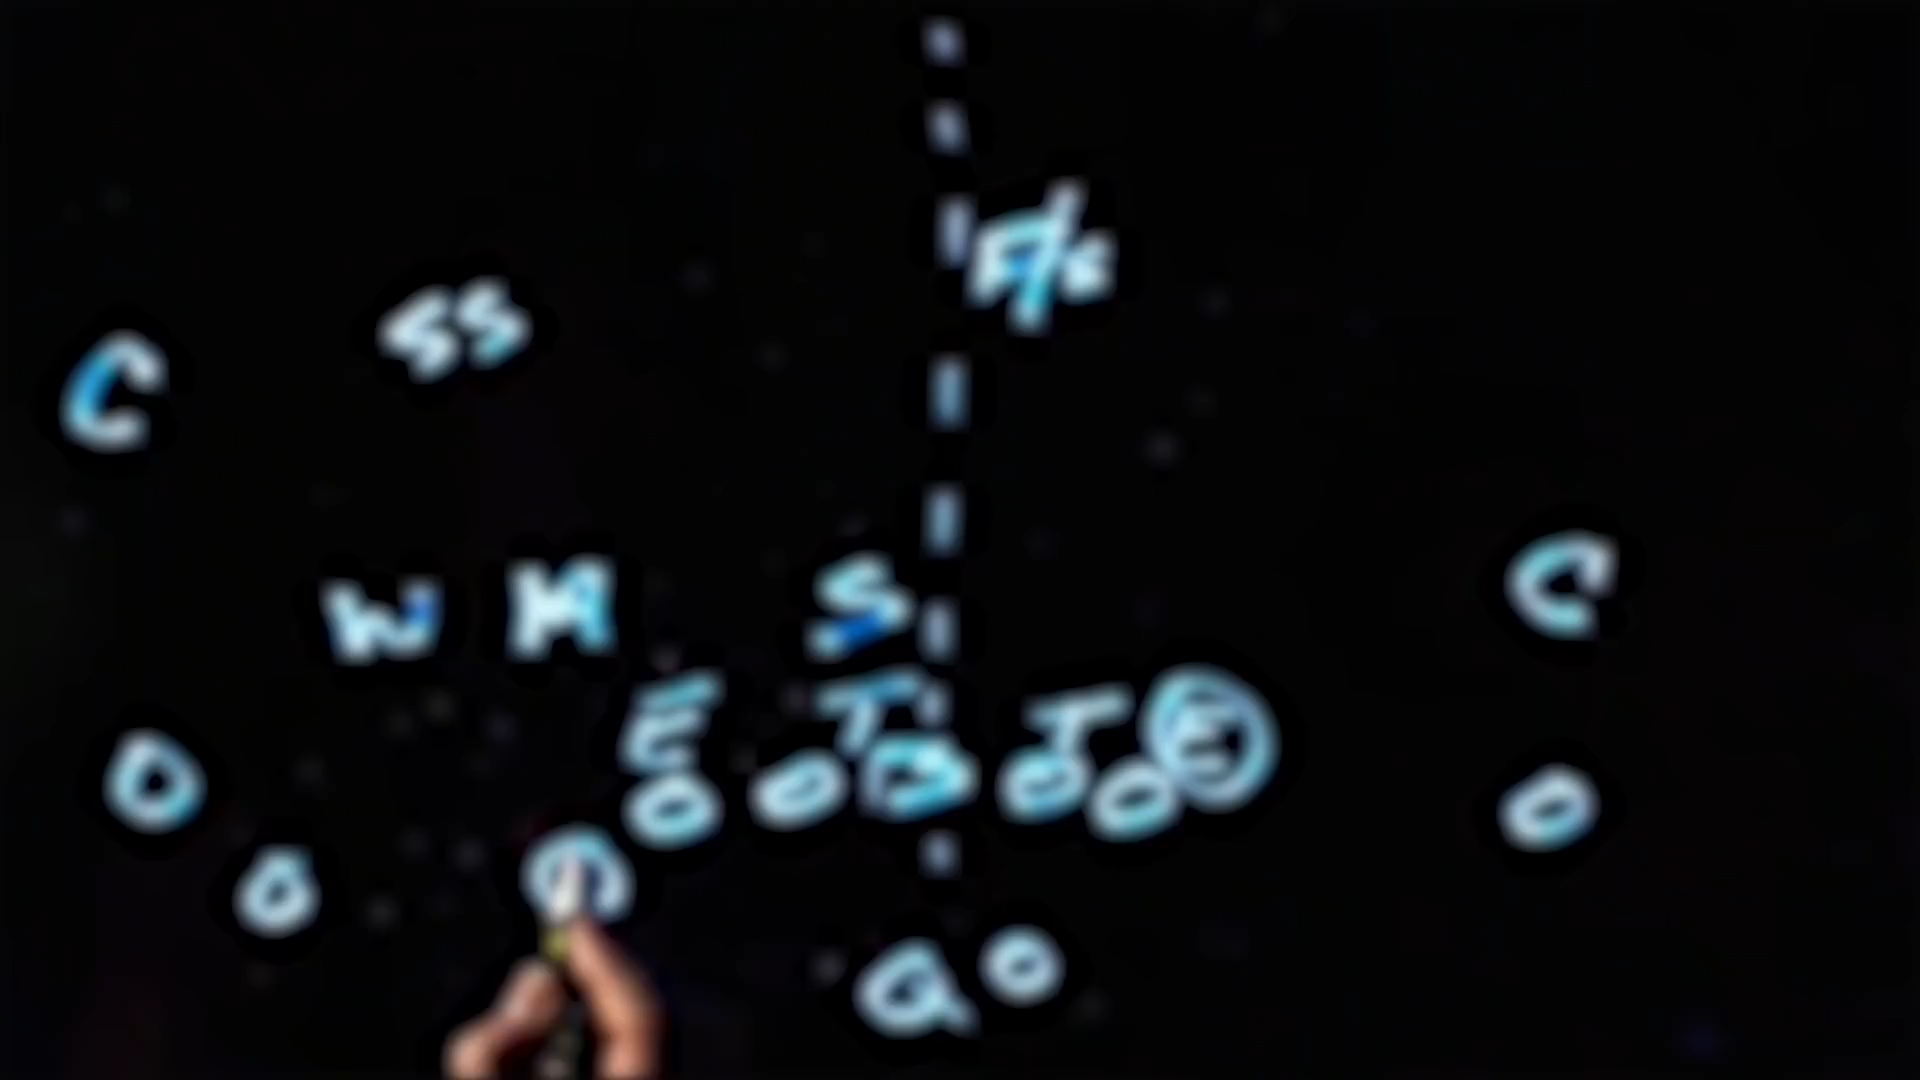 F/S
SS
C
C
W M S
E T T E
O O O O O O
O O
Q O